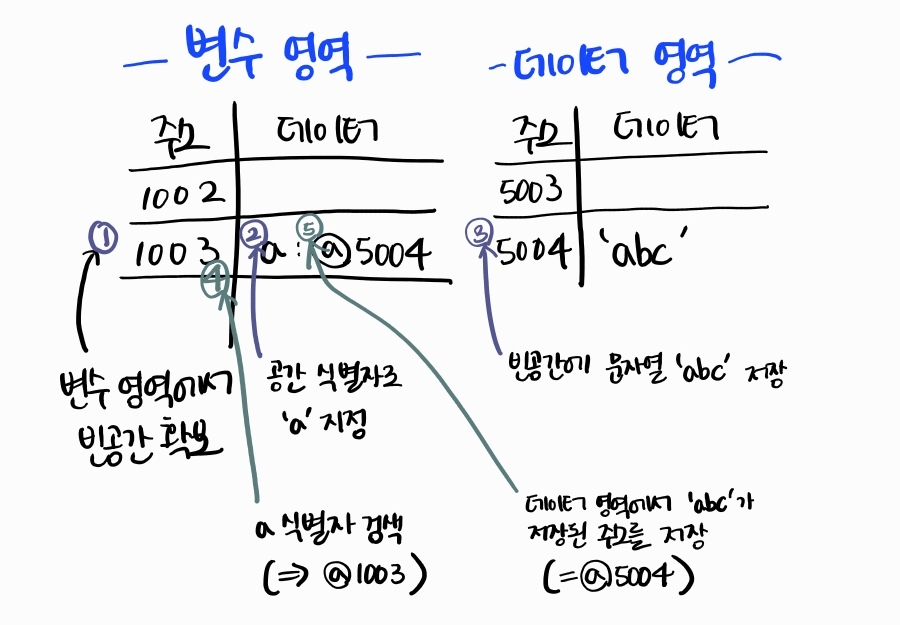 변수 영역
데이터 영역
주소 데이터
1002
① 1003 ② a : ⑤ ⓐ5004
④
주소 데이터
5003
③ 5004 'abc'
변수 영역에서
빈공간 확보
공간 식별자로
'a' 지정
빈공간에 문자열 'abc' 저장
a 식별자 검색
(⇒ ⓐ1003)
데이터 영역에서 'abc'가
저장된 주소를 저장
(=ⓐ5004)